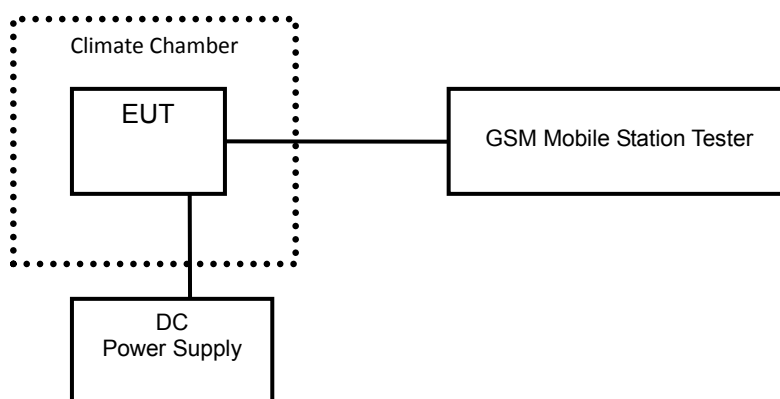 Climate Chamber
EUT
GSM Mobile Station Tester
DC
Power Supply